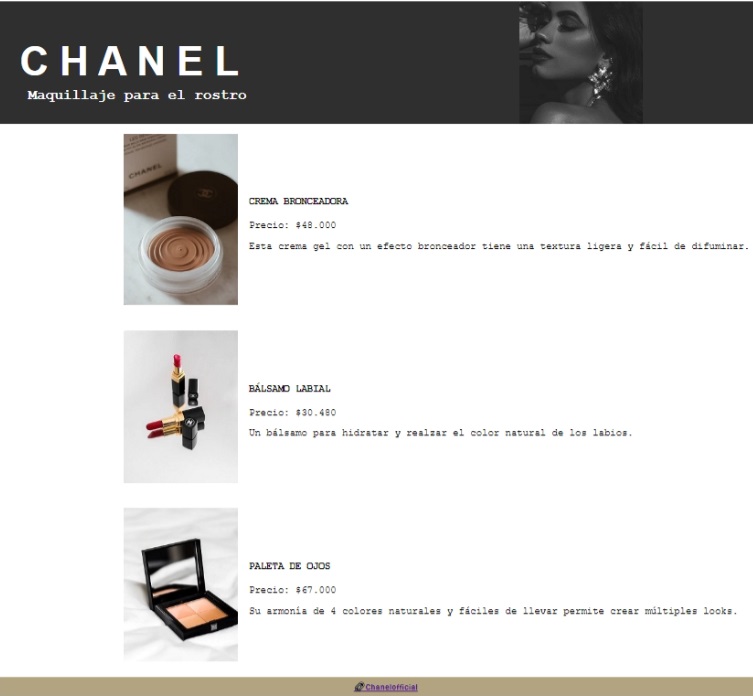 CHANEL
Maquillaje para el rostro
CHANEL
CREMA BRONCEADORA
Precio: $48.000
Esta crema gel con un efecto bronceador tiene una textura ligera y fácil de difuminar.
BÁLSAMO LABIAL
Precio: $30.480
Un bálsamo para hidratar y realzar el color natural de los labios.
PALETA DE OJOS
Precio: $67.000
Su armonía de 4 colores naturales y fáciles de llevar permite crear múltiples looks.
Chanelofficial